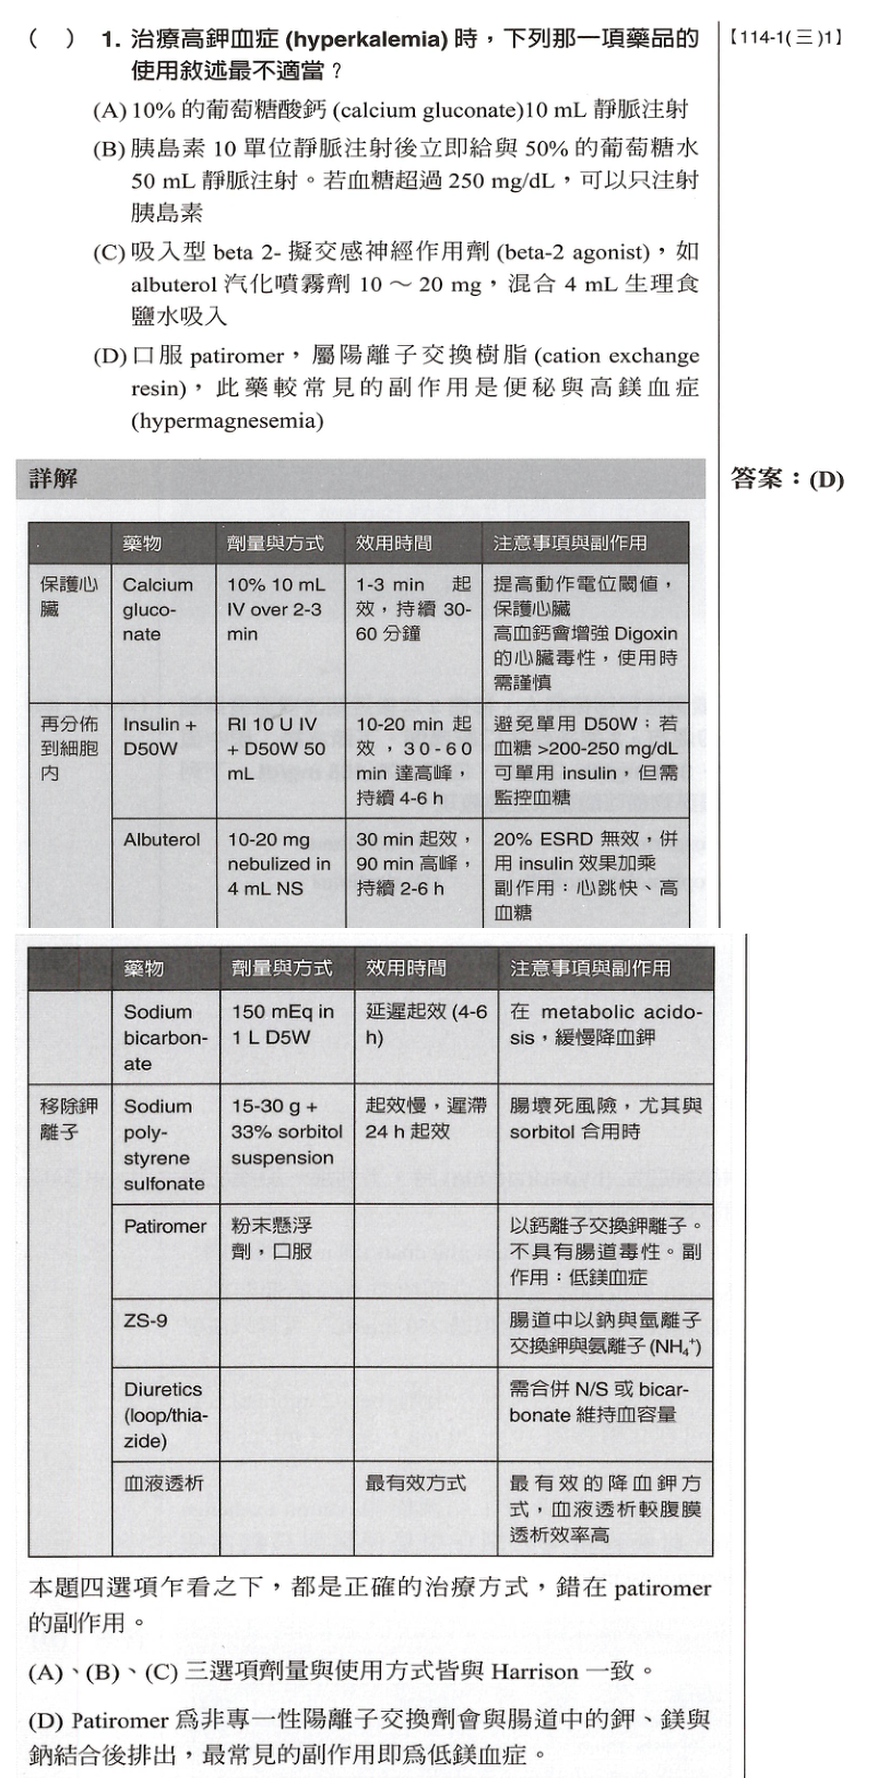 ( ) 1. 治療高鉀血症 (hyperkalemia) 時，下列那一項藥品的
使用敘述最不適當？
【114-1(三)1】
(A) 10% 的葡萄糖酸鈣 (calcium gluconate)10 mL 靜脈注射
(B) 胰島素 10 單位靜脈注射後立即給與 50% 的葡萄糖水
50 mL 靜脈注射。若血糖超過 250 mg/dL，可以只注射
胰島素
(C) 吸入型 beta 2- 擬交感神經作用劑 (beta-2 agonist)，如
albuterol 汽化噴霧劑 10 ～ 20 mg，混合 4 mL 生理食
鹽水吸入
(D) 口服 patiromer，屬陽離子交換樹脂 (cation exchange
resin)，此藥較常見的副作用是便秘與高鎂血症
(hypermagnesemia)
詳解
答案：(D)
藥物 劑量與方式 效用時間 注意事項與副作用
保護心
臟
Calcium
gluco-
nate
10% 10 mL
IV over 2-3
min
1-3 min 起
效，持續 30-
60 分鐘
提高動作電位閾值，
保護心臟
高血鈣會增強 Digoxin
的心臟毒性，使用時
需謹慎
再分佈
到細胞
內
Insulin +
D50W
RI 10 U IV
+ D50W 50
mL
10-20 min 起
效，30-60
min 達高峰，
持續 4-6 h
避免單用 D50W；若
血糖 >200-250 mg/dL
可單用 insulin，但需
監控血糖
Albuterol
10-20 mg
nebulized in
4 mL NS
30 min 起效，
90 min 高峰，
持續 2-6 h
20% ESRD 無效，併
用 insulin 效果加乘
副作用：心跳快、高
血糖
藥物 劑量與方式 效用時間 注意事項與副作用
Sodium
bicarbon-
ate
150 mEq in
1 L D5W
延遲起效 (4-6
h)
在 metabolic acido-
sis，緩慢降血鉀
移除鉀
離子
Sodium
poly-
styrene
sulfonate
15-30 g +
33% sorbitol
suspension
起效慢，遲滯
24 h 起效
腸壞死風險，尤其與
sorbitol 合用時
Patiromer
粉末懸浮
劑，口服
以鈣離子交換鉀離子。
不具有腸道毒性。副
作用：低鎂血症
ZS-9
腸道中以鈉與氫離子
交換鉀與氨離子 (NH₄⁺)
Diuretics
(loop/thia-
zide)
需合併 N/S 或 bicar-
bonate 維持血容量
血液透析
最有效方式
最有效的降血鉀方
式，血液透析較腹膜
透析效率高
本題四選項乍看之下，都是正確的治療方式，錯在 patiromer
的副作用。
(A)、(B)、(C) 三選項劑量與使用方式皆與 Harrison 一致。
(D) Patiromer 為非專一性陽離子交換劑會與腸道中的鉀、鎂與
鈉結合後排出，最常見的副作用即為低鎂血症。